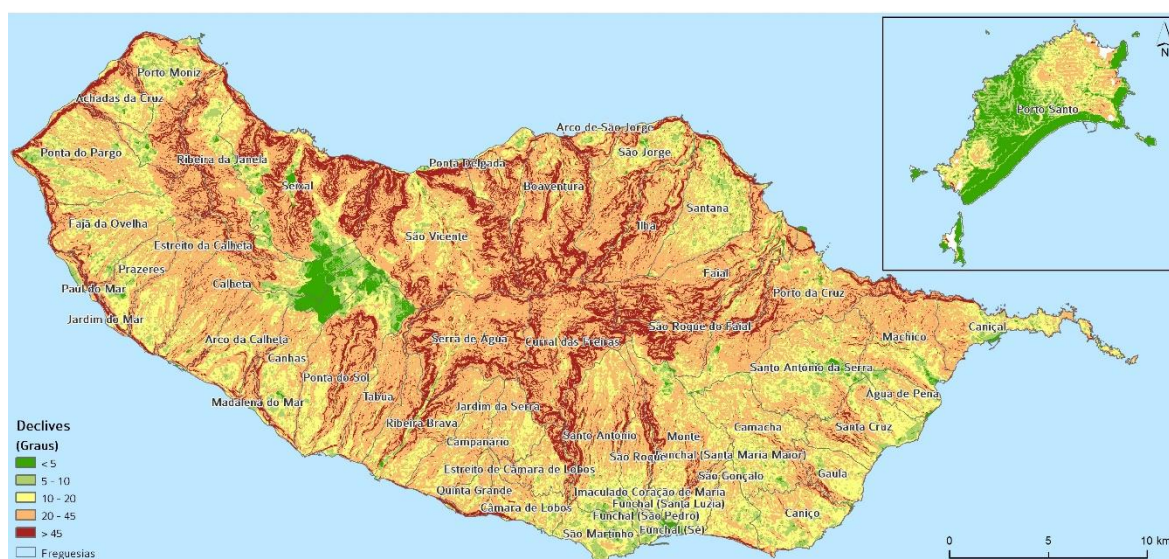 N
Porto Moniz
Achadas da Cruz
Porto Santo
Arco de São Jorge
Ponta do Pargo
Ribeira da Janela
São Jorge
Ponta Delgada
Seixal
Boaventura
Santana
Fajã da Ovelha
Ilha
São Vicente
Estreito da Calheta
Prazeres
Faial
Calheta
Paul do Mar
Porto da Cruz
Jardim do Mar
São Roque do Faial
Caniçal
Machico
Arco da Calheta
Serra de Água
Curral das Freiras
Canhas
Santo António da Serra
Ponta do Sol
Água de Pena
Tabua
Madalena do Mar
Jardim da Serra
Ribeira Brava
Camacha
Santa Cruz
Campanário
Santo António
Monte
São Roque
Funchal (Santa Maria Maior)
Estreito de Câmara de Lobos
Gaula
São Gonçalo
Quinta Grande
Imaculado Coração de Maria
Funchal (Santa Luzia)
Câmara de Lobos
Funchal (São Pedro)
Caniço
Funchal (Sé)
São Martinho
Declives
(Graus)
< 5
5 - 10
10 - 20
20 - 45
> 45
Freguesias
0 5 10 km